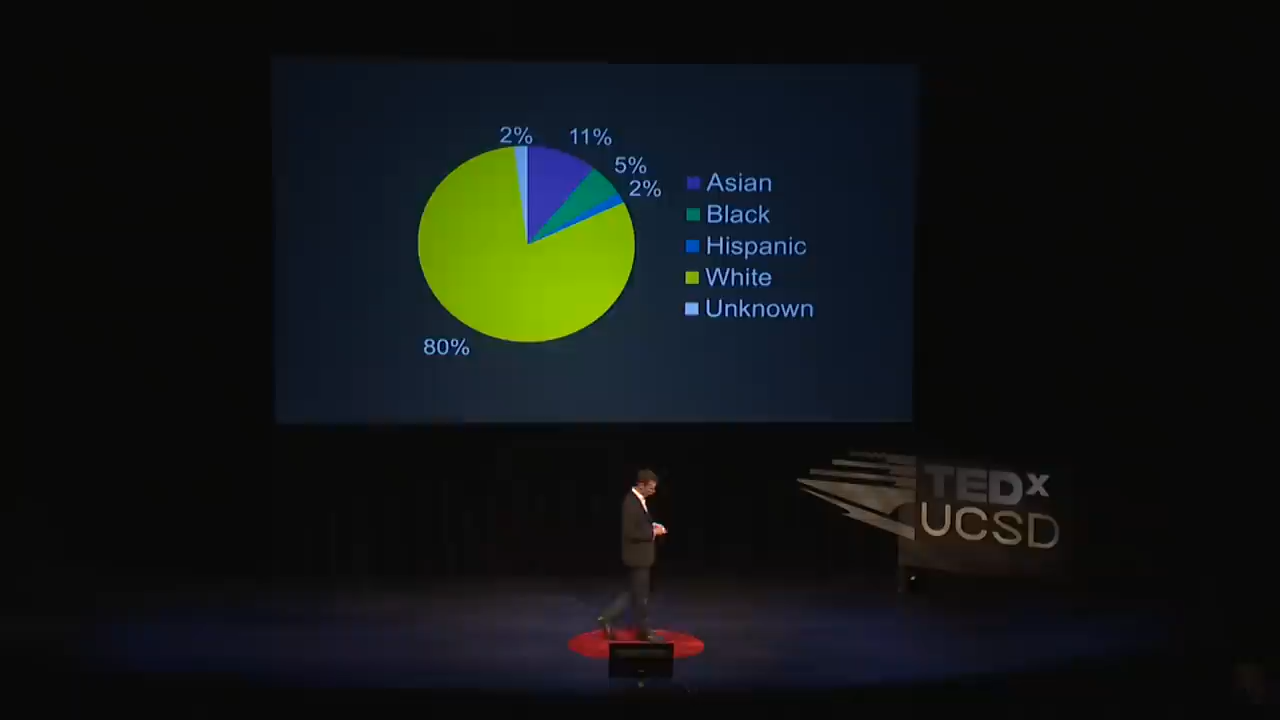 2%
11%
5%
2%
80%
Asian
Black
Hispanic
White
Unknown
TEDx
UCSD